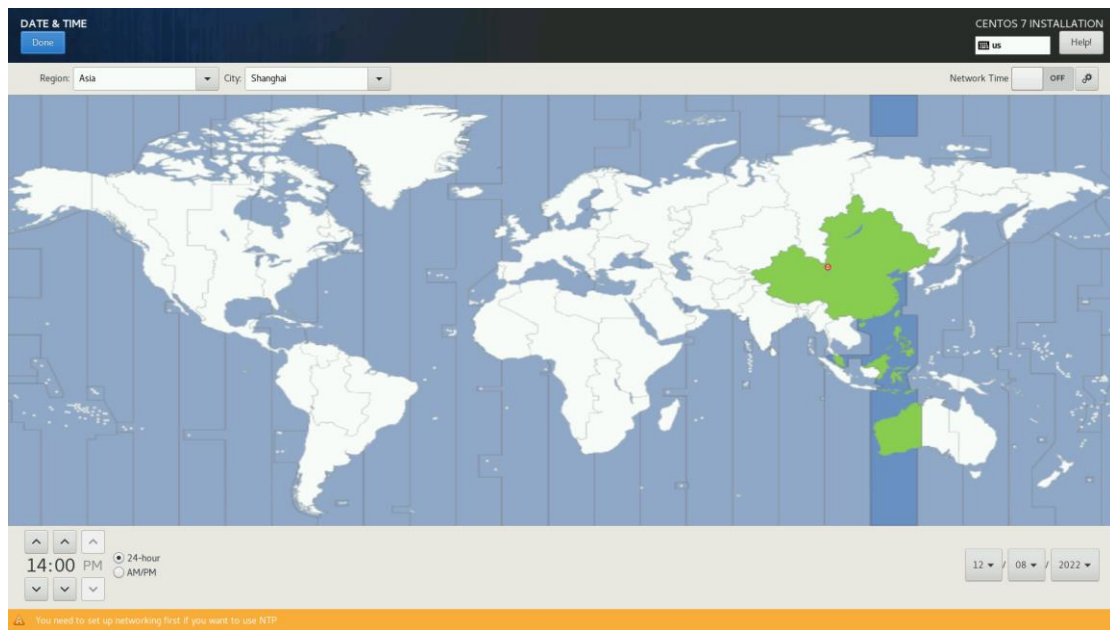 DATE & TIME
CENTOS 7 INSTALLATION
Done
us
Help!
Region: Asia City: Shanghai Network Time OFF
14:00 PM
24-hour
AM/PM
12 / 08 / 2022
You need to set up networking first if you want to use NTP